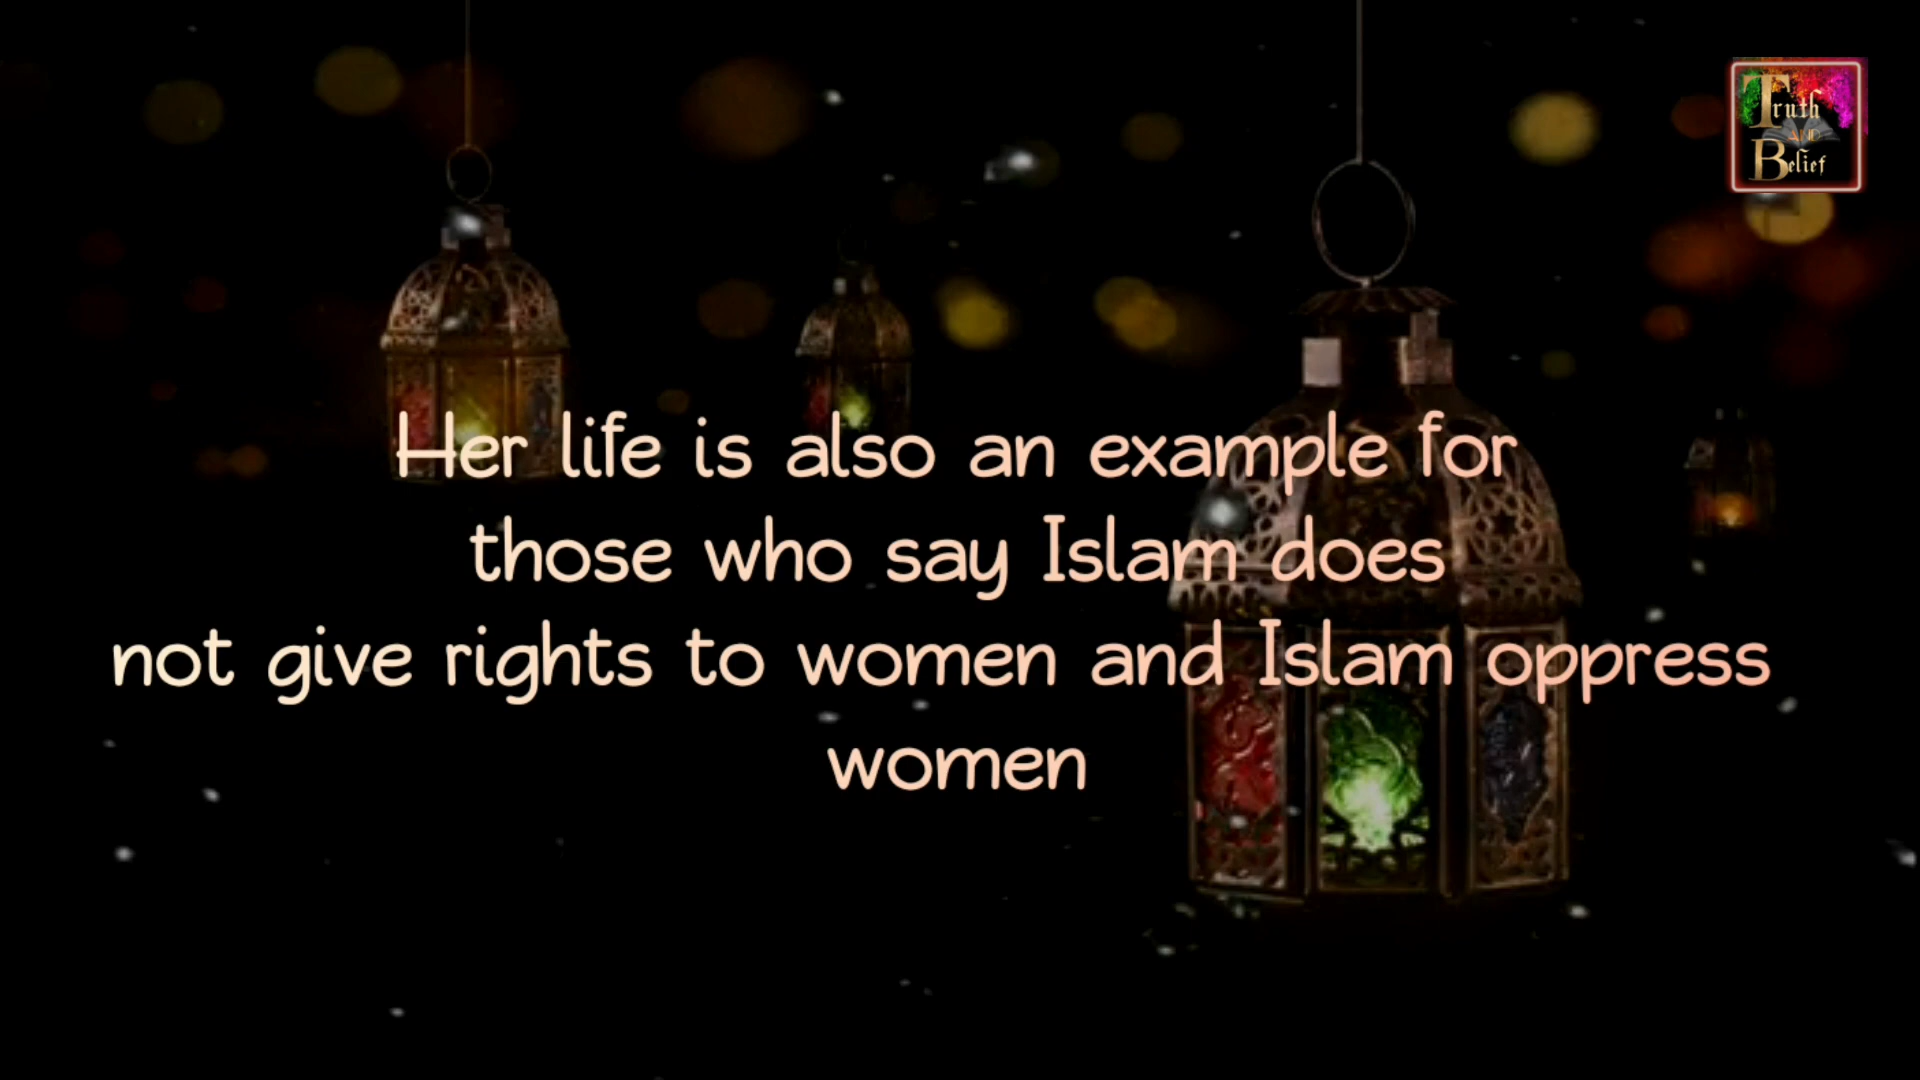 Truth
AND
Belief
Her life is also an example for
those who say Islam does
not give rights to women and Islam oppress
women